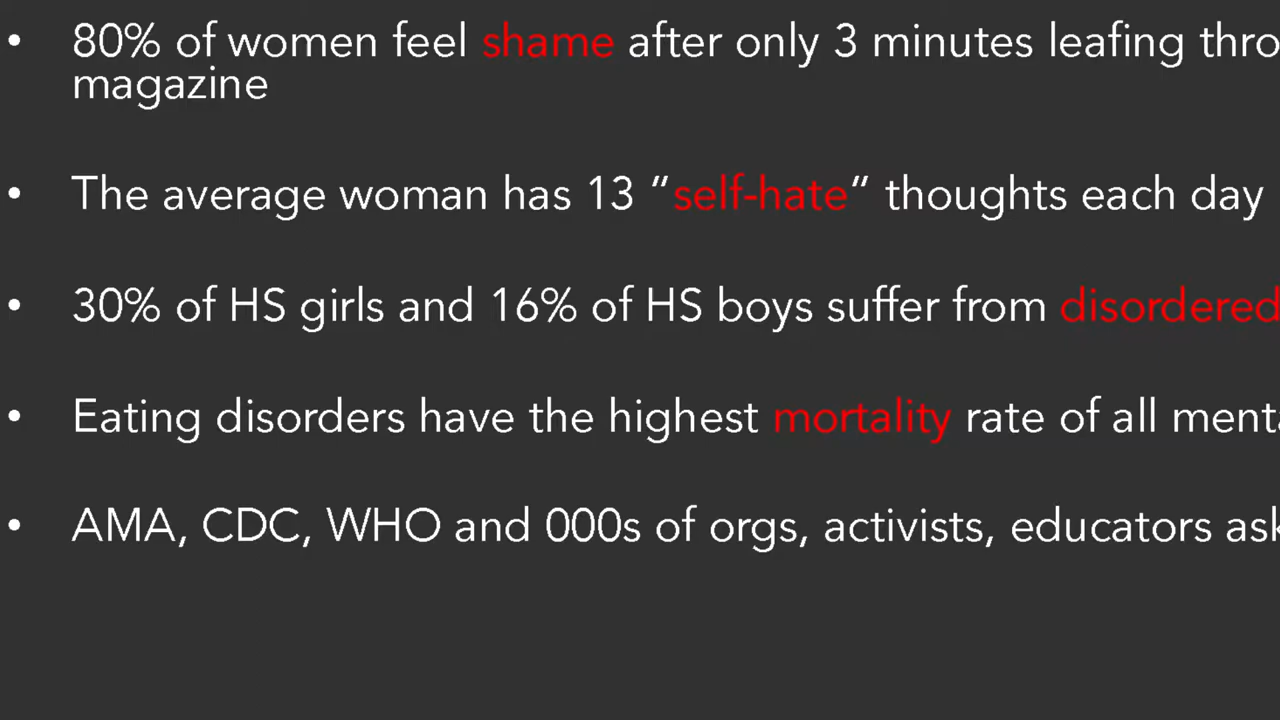 • 80% of women feel shame after only 3 minutes leafing thro
magazine
• The average woman has 13 "self-hate" thoughts each day
• 30% of HS girls and 16% of HS boys suffer from disordered
• Eating disorders have the highest mortality rate of all menta
• AMA, CDC, WHO and 000s of orgs, activists, educators ask